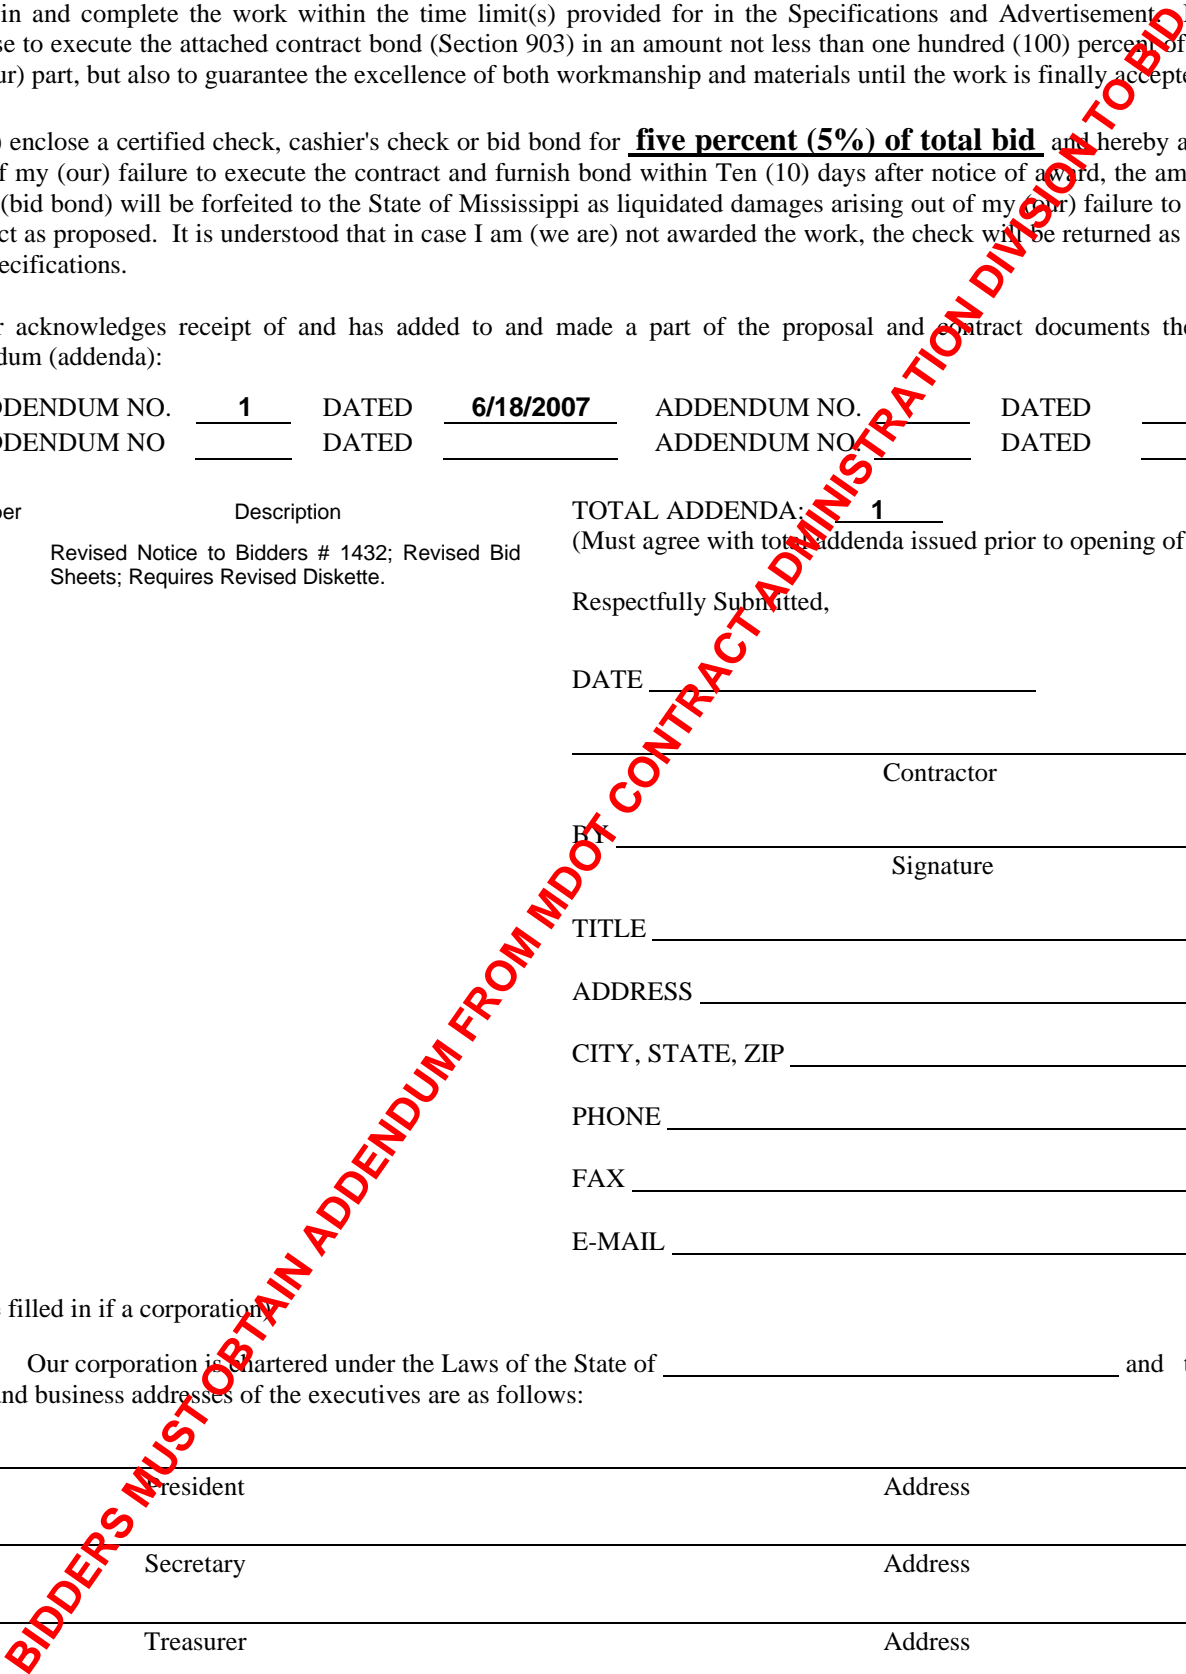 in and complete the work within the time limit(s) provided for in the Specifications and Advertisement.
se to execute the attached contract bond (Section 903) in an amount not less than one hundred (100) percent of
ur) part, but also to guarantee the excellence of both workmanship and materials until the work is finally accepte
) enclose a certified check, cashier's check or bid bond for five percent (5%) of total bid and hereby a
f my (our) failure to execute the contract and furnish bond within Ten (10) days after notice of award, the am
(bid bond) will be forfeited to the State of Mississippi as liquidated damages arising out of my (our) failure to
ct as proposed. It is understood that in case I am (we are) not awarded the work, the check will be returned as
ecifications.
r acknowledges receipt of and has added to and made a part of the proposal and contract documents the
dum (addenda):
DDENDUM NO. 1 DATED 6/18/2007 ADDENDUM NO. DATED
DDENDUM NO DATED ADDENDUM NO. DATED
ber Description
Revised Notice to Bidders # 1432; Revised Bid
Sheets; Requires Revised Diskette.
TOTAL ADDENDA: 1
(Must agree with total addenda issued prior to opening of
Respectfully Submitted,
DATE
Contractor
BY
Signature
TITLE
ADDRESS
CITY, STATE, ZIP
PHONE
FAX
E-MAIL
e filled in if a corporation)
Our corporation is chartered under the Laws of the State of and t
and business addresses of the executives are as follows:
President Address
Secretary Address
Treasurer Address
BIDDERS MUST OBTAIN ADDENDUM FROM MDOT CONTRACT ADMINISTRATION DIVISION TO BID